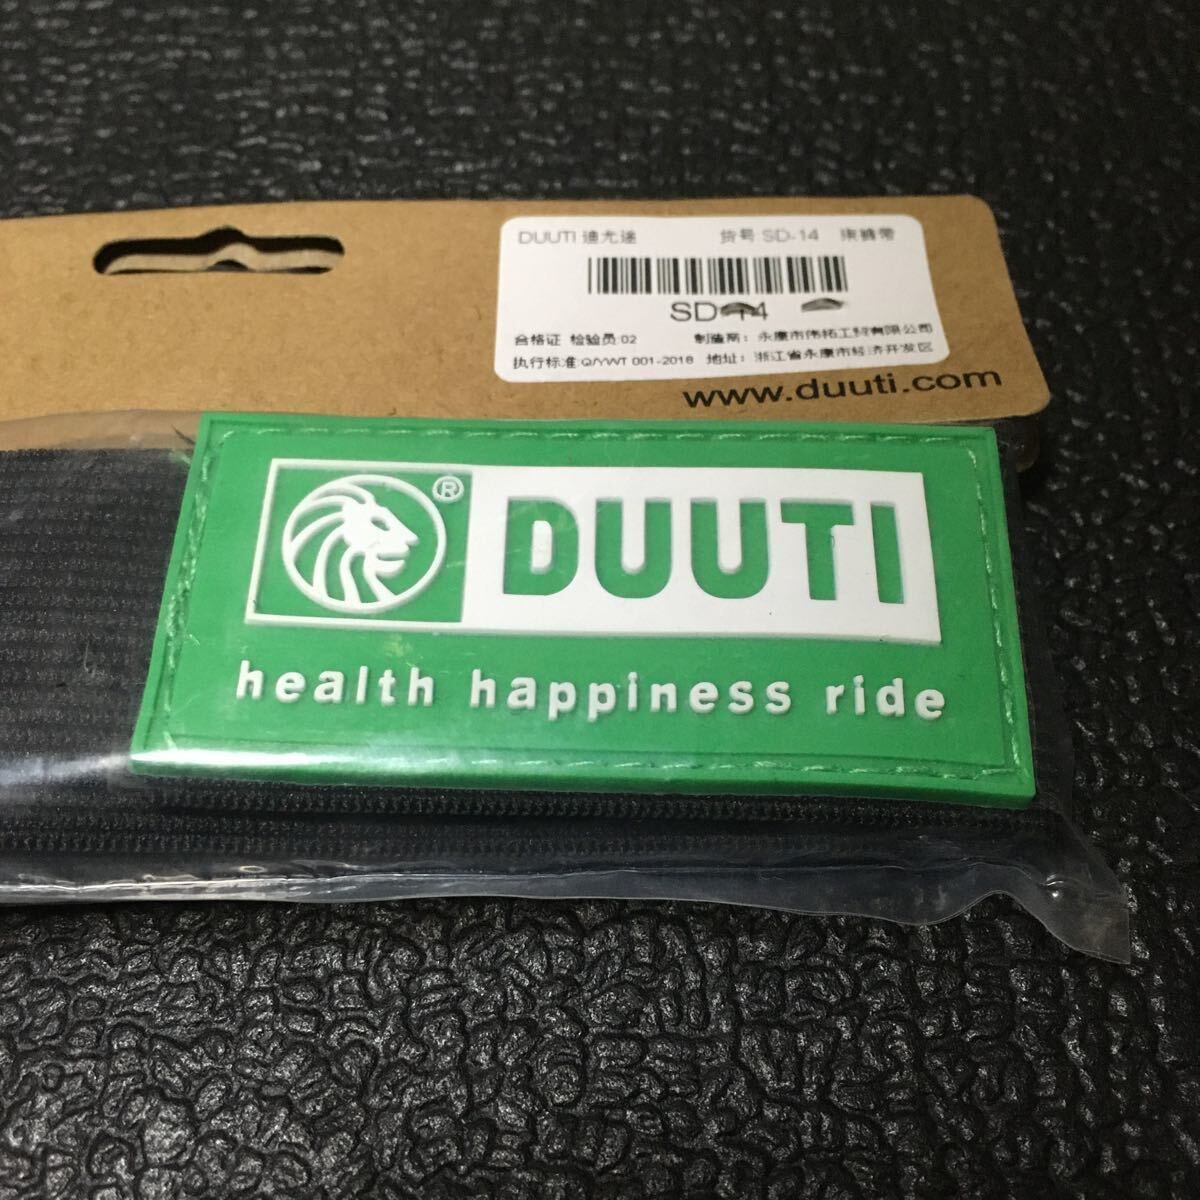 DUUTI 迪尤途 货号:SD-14 束裤带
SD-14
合格证 检验员:02 制造商: 永康市伟拓工贸有限公司
执行标准:Q/YWT 001-2018 地址: 浙江省永康市经济开发区
www.duuti.com
® DUUTI
health happiness ride